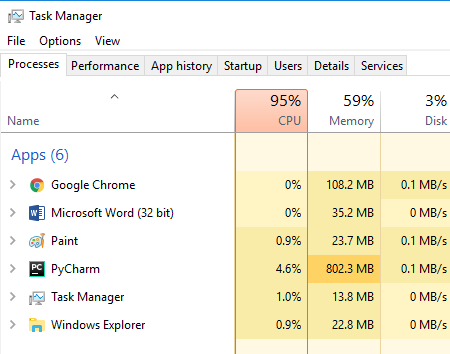 Task Manager
File Options View
Processes Performance App history Startup Users Details Services
95% 59% 3%
Name CPU Memory Disk
Apps (6)
Google Chrome 0% 108.2 MB 0.1 MB/s
Microsoft Word (32 bit) 0% 35.2 MB 0 MB/s
Paint 0.9% 23.7 MB 0.1 MB/s
PC PyCharm 4.6% 802.3 MB 0.1 MB/s
Task Manager 1.0% 13.8 MB 0 MB/s
Windows Explorer 0.9% 22.8 MB 0 MB/s